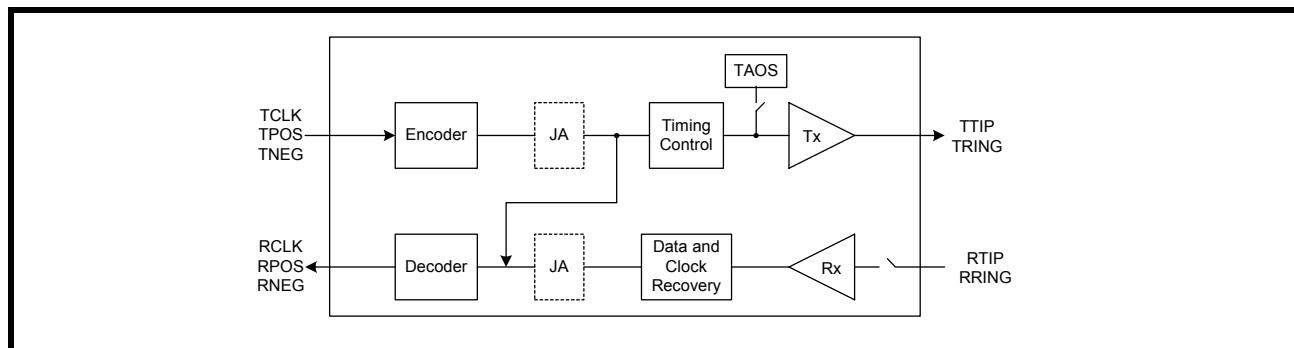 TAOS
TCLK
TPOS
TNEG
Encoder
JA
Timing
Control
Tx
TTIP
TRING
RCLK
RPOS
RNEG
Decoder
JA
Data and
Clock
Recovery
Rx
RTIP
RRING